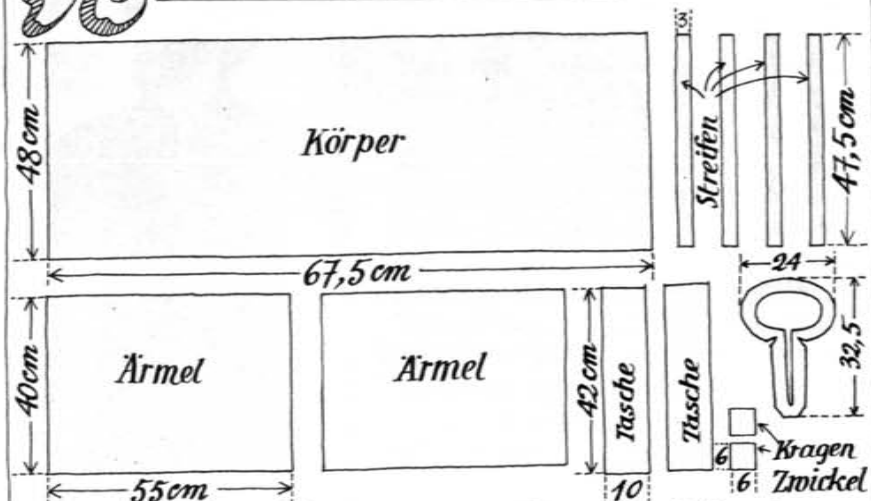 3
48 cm
Körper
Streifen
47,5 cm
67,5 cm
24
40 cm
Ärmel
Ärmel
42 cm
Tasche
Tasche
32,5
6
Kragen
Zwickel
55 cm
10
6